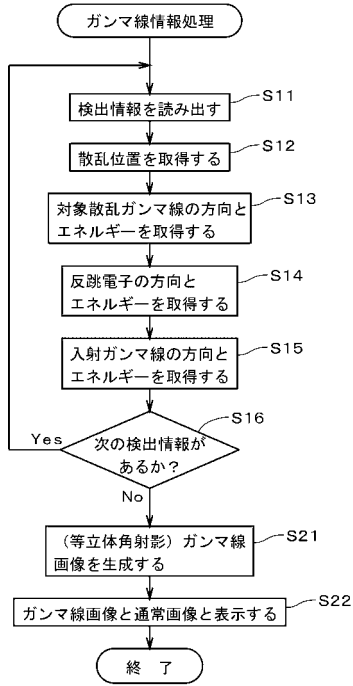 ガンマ線情報処理
検出情報を読み出す
S11
散乱位置を取得する
S12
対象散乱ガンマ線の方向と
エネルギーを取得する
S13
反跳電子の方向と
エネルギーを取得する
S14
入射ガンマ線の方向と
エネルギーを取得する
S15
次の検出情報が
あるか?
S16
Yes
No
(等立体角射影)ガンマ線
画像を生成する
S21
ガンマ線画像と通常画像と表示する
S22
終 了